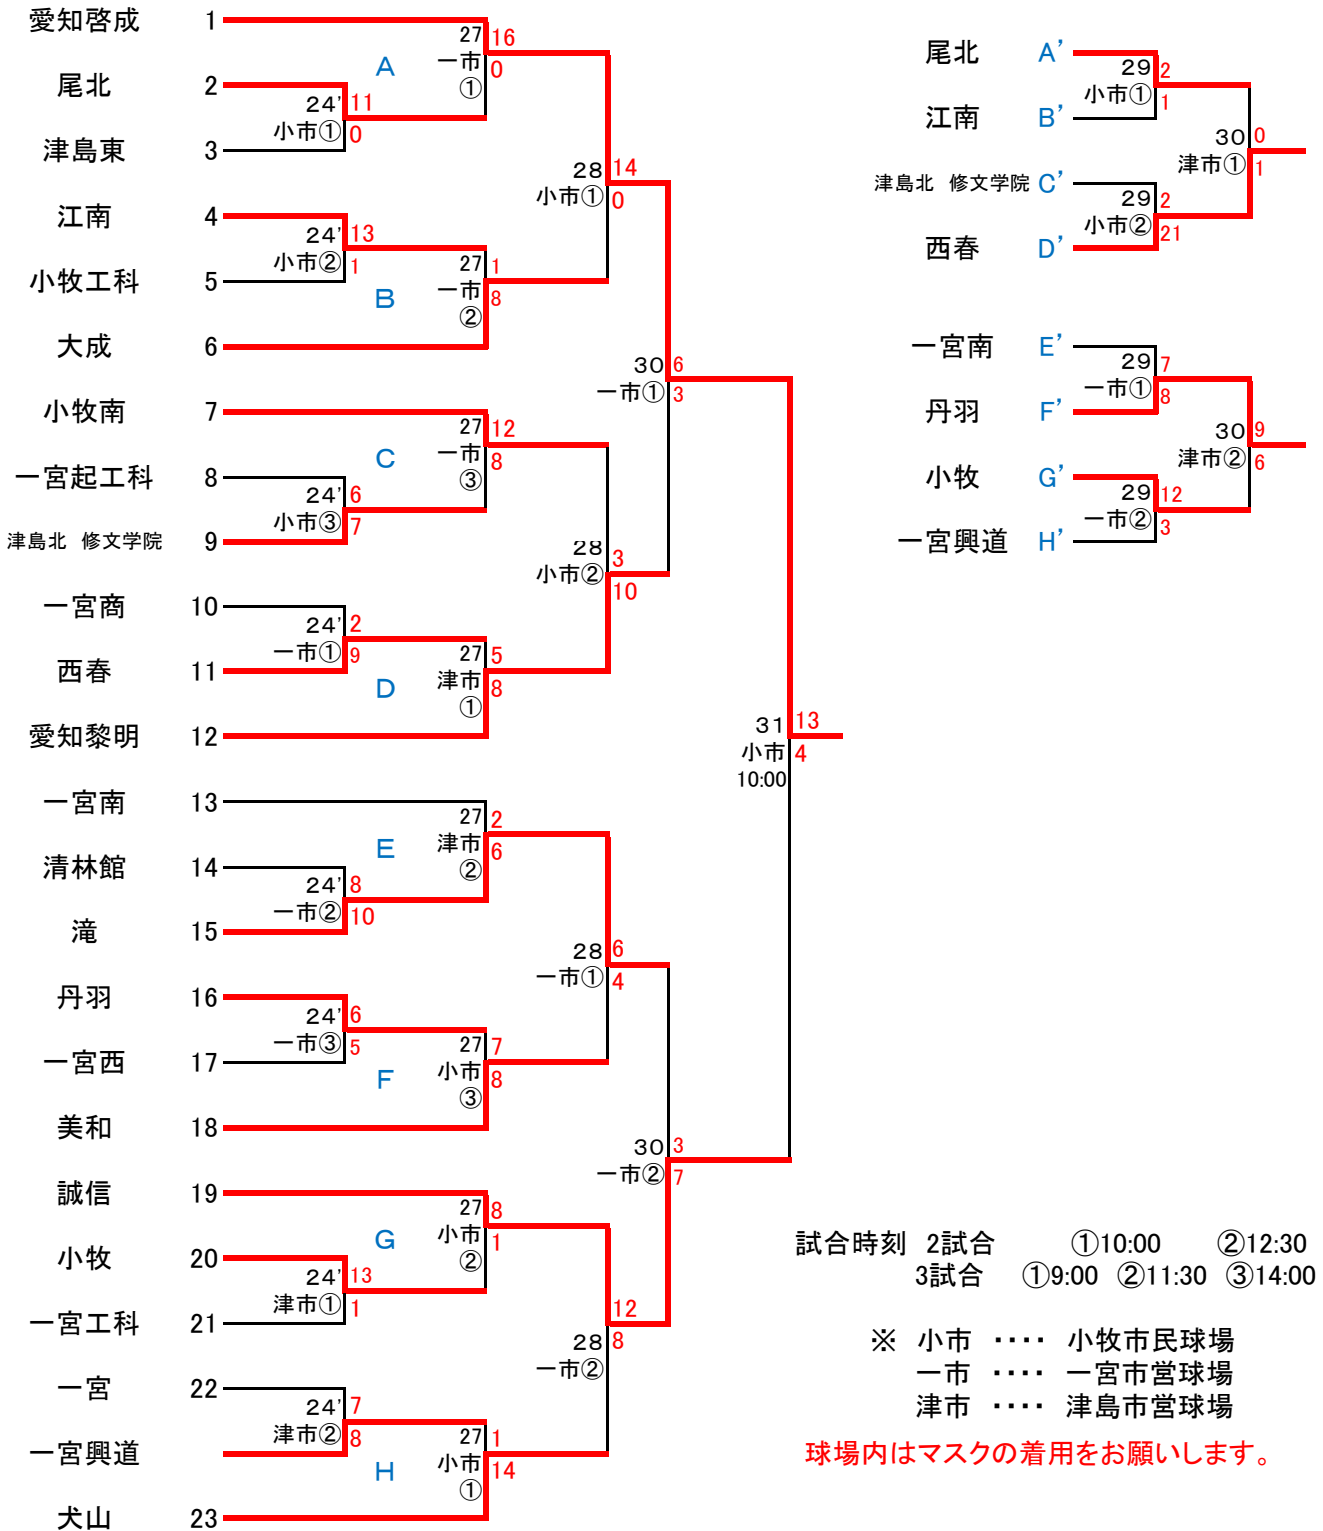 愛知啓成 1
尾北 2
津島東 3
江南 4
小牧工科 5
大成 6
小牧南 7
一宮起工科 8
津島北 修文学院 9
一宮商 10
西春 11
愛知黎明 12
一宮南 13
清林館 14
滝 15
丹羽 16
一宮西 17
美和 18
誠信 19
小牧 20
一宮工科 21
一宮 22
一宮興道
犬山 23
24' 11
小市① 0
24' 13
小市② 1
24' 6
小市③ 7
24' 2
一市① 9
24' 8
一市② 10
24' 6
一市③ 5
24' 13
津市① 1
24' 7
津市② 8
A
B
C
D
E
F
G
H
27 16
一市 0
①
27 1
一市 8
②
27 12
一市 8
③
27 5
津市 8
①
27 2
津市 6
②
27 7
小市 8
③
27 8
小市 1
②
27 1
小市 14
①
28 14
小市① 0
28 3
小市② 10
28 6
一市① 4
12
28 8
一市②
30 6
一市① 3
30 3
一市② 7
31 13
小市 4
10:00
尾北 A’
江南 B’
津島北 修文学院 C’
西春 D’
29 2
小市① 1
29 2
小市② 21
30 0
津市① 1
一宮南 E’
丹羽 F’
小牧 G’
一宮興道 H’
29 7
一市① 8
29 12
一市② 3
30 9
津市② 6
試合時刻 2試合 ①10:00 ②12:30
3試合 ①9:00 ②11:30 ③14:00
※ 小市 ‥‥ 小牧市民球場
一市 ‥‥ 一宮市営球場
津市 ‥‥ 津島市営球場
球場内はマスクの着用をお願いします。